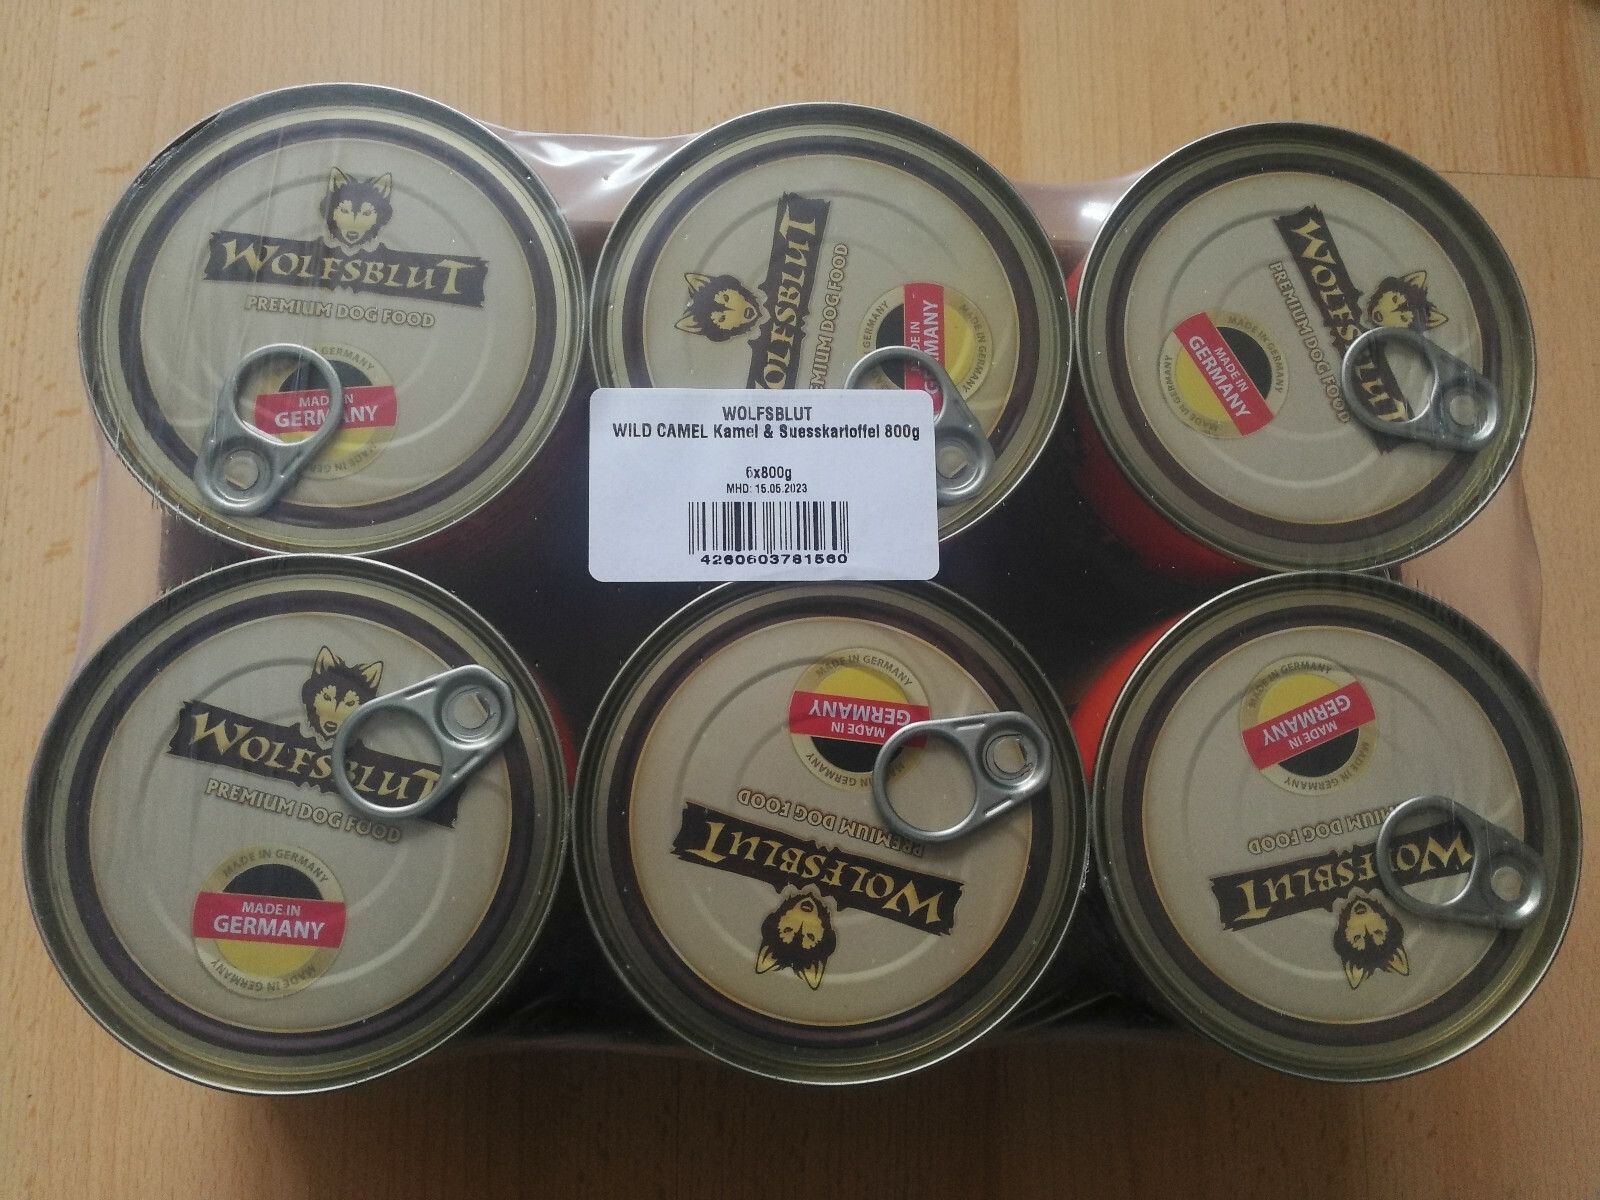 WOLFSBLUT
PREMIUM DOG FOOD
MADE IN GERMANY
MADE IN
GERMANY
MADE IN GERMANY
WOLFSBLUT
PREMIUM DOG FOOD
MADE IN GERMANY
MADE IN
GERMANY
MADE IN GERMANY
WOLFSBLUT
PREMIUM DOG FOOD
MADE IN GERMANY
MADE IN
GERMANY
MADE IN GERMANY
WOLFSBLUT
WILD CAMEL Kamel & Suesskartoffel 800g
6x800g
MHD: 15.05.2023
4260603781560
WOLFSBLUT
PREMIUM DOG FOOD
MADE IN GERMANY
MADE IN
GERMANY
MADE IN GERMANY
MADE IN GERMANY
MADE IN
GERMANY
MADE IN GERMANY
WOLFSBLUT
PREMIUM DOG FOOD
MADE IN GERMANY
MADE IN
GERMANY
MADE IN GERMANY
WOLFSBLUT
PREMIUM DOG FOOD